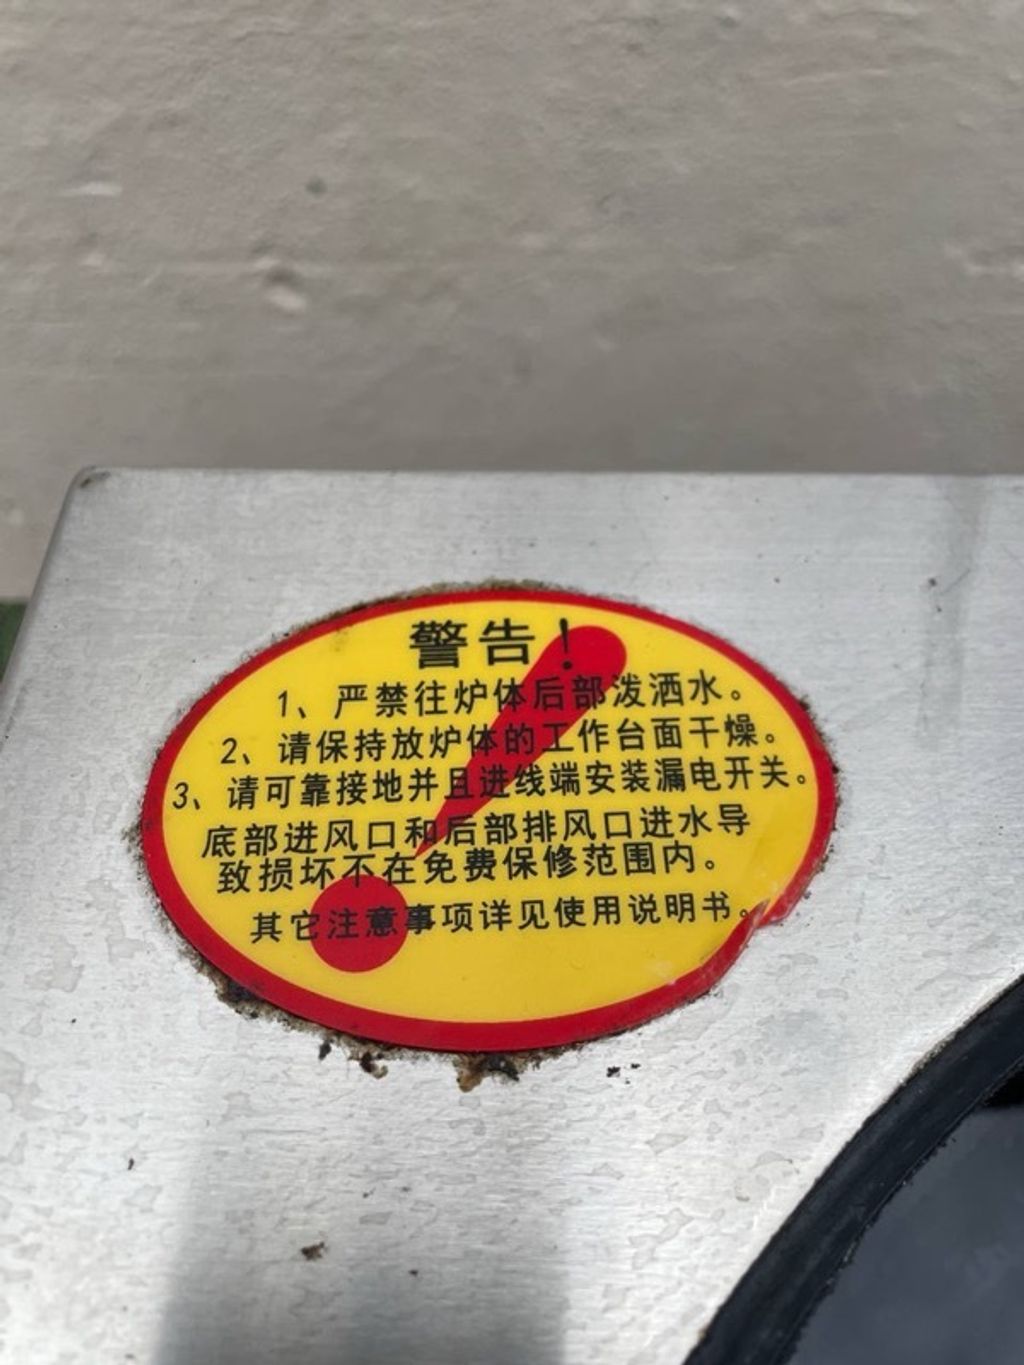 警告！
1、严禁往炉体后部泼洒水。
2、请保持放炉体的工作台面干燥。
3、请可靠接地并且进线端安装漏电开关。
底部进风口和后部排风口进水导
致损坏不在免费保修范围内。
其它注意事项详见使用说明书。